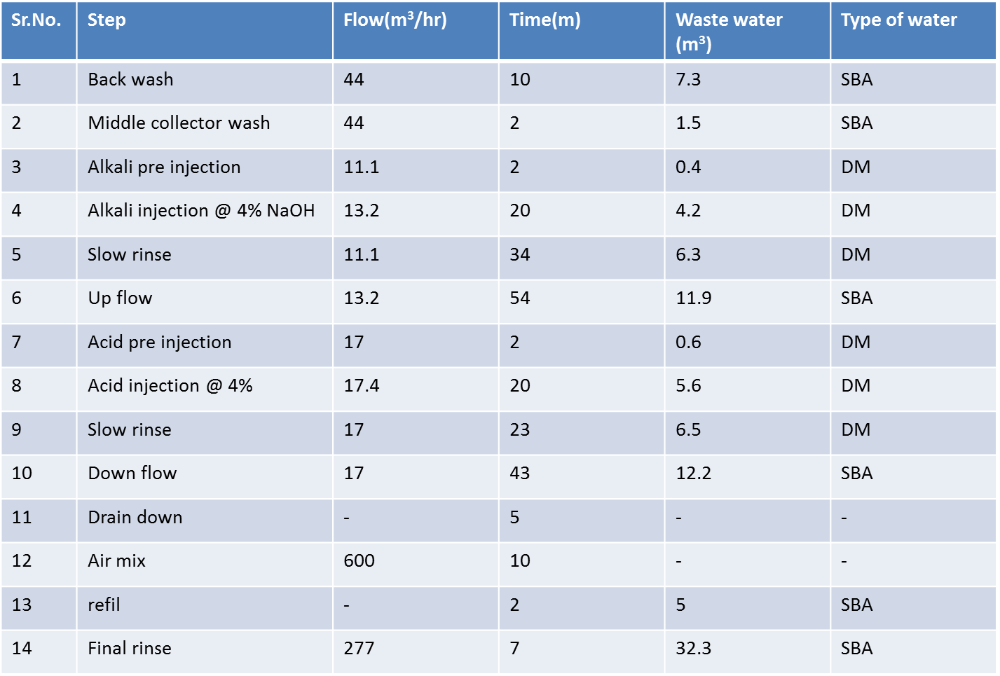 Sr.No. Step Flow(m³/hr) Time(m) Waste water (m³) Type of water
1 Back wash 44 10 7.3 SBA
2 Middle collector wash 44 2 1.5 SBA
3 Alkali pre injection 11.1 2 0.4 DM
4 Alkali injection @ 4% NaOH 13.2 20 4.2 DM
5 Slow rinse 11.1 34 6.3 DM
6 Up flow 13.2 54 11.9 SBA
7 Acid pre injection 17 2 0.6 DM
8 Acid injection @ 4% 17.4 20 5.6 DM
9 Slow rinse 17 23 6.5 DM
10 Down flow 17 43 12.2 SBA
11 Drain down - 5 - -
12 Air mix 600 10 - -
13 refil - 2 5 SBA
14 Final rinse 277 7 32.3 SBA